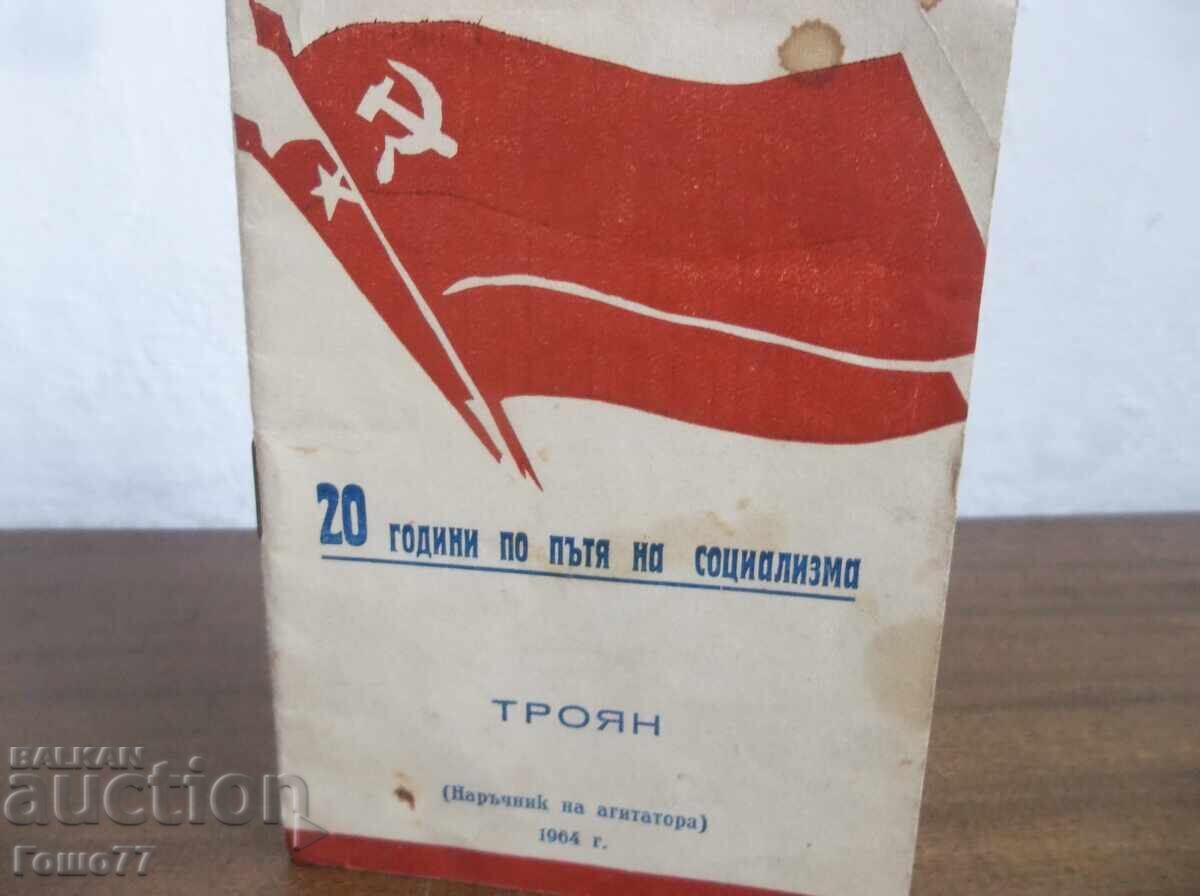 20 години по пътя на социализма
ТРОЯН
(Наръчник на агитатора)
1964 г.
BALKAN
auction
Гошо77